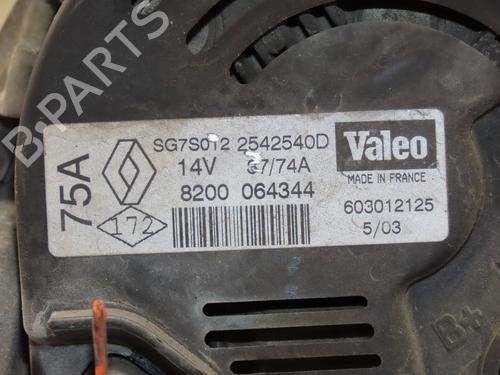 75A
SG7S012 2542540D
14V 37/74A
8200 064344
172
Valeo
MADE IN FRANCE
603012125
5/03
B+
B-Parts